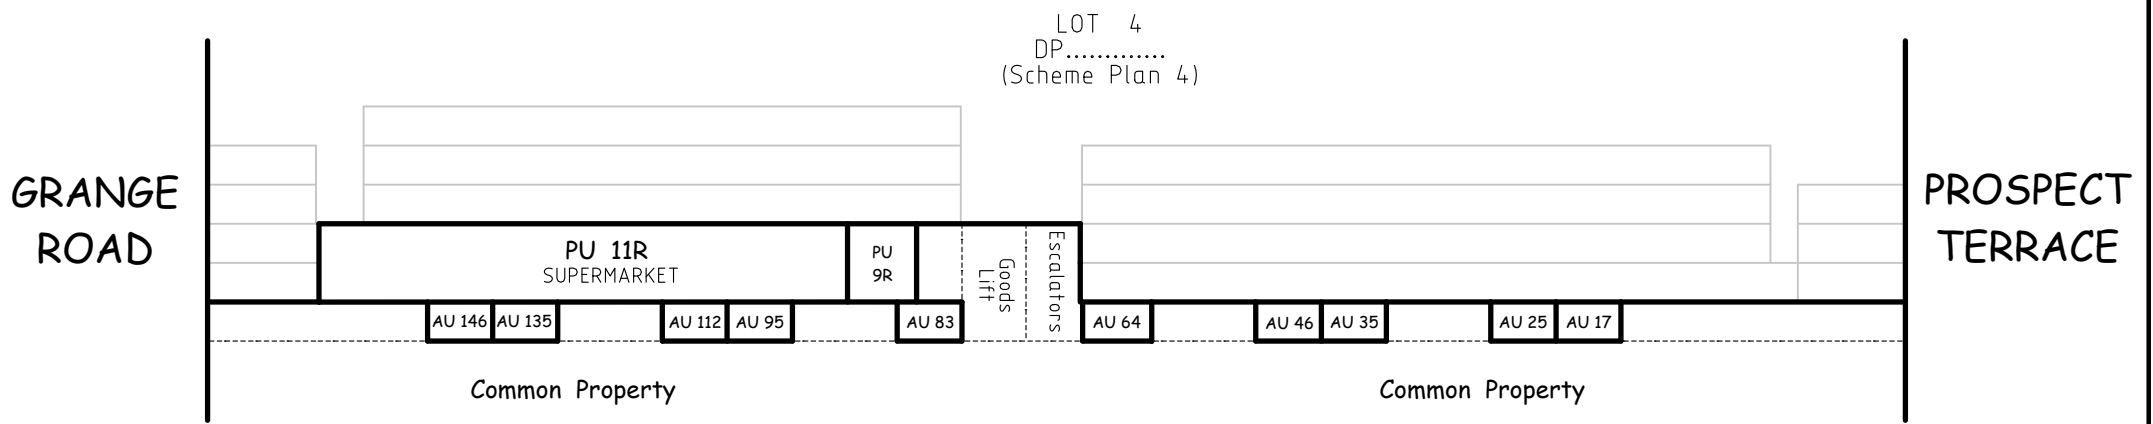 LOT 4
DP.............
(Scheme Plan 4)
GRANGE
ROAD
PROSPECT
TERRACE
PU 11R
SUPERMARKET
PU
9R
Goods
Lift
Escalators
AU 146
AU 135
AU 112
AU 95
AU 83
AU 64
AU 46
AU 35
AU 25
AU 17
Common Property
Common Property